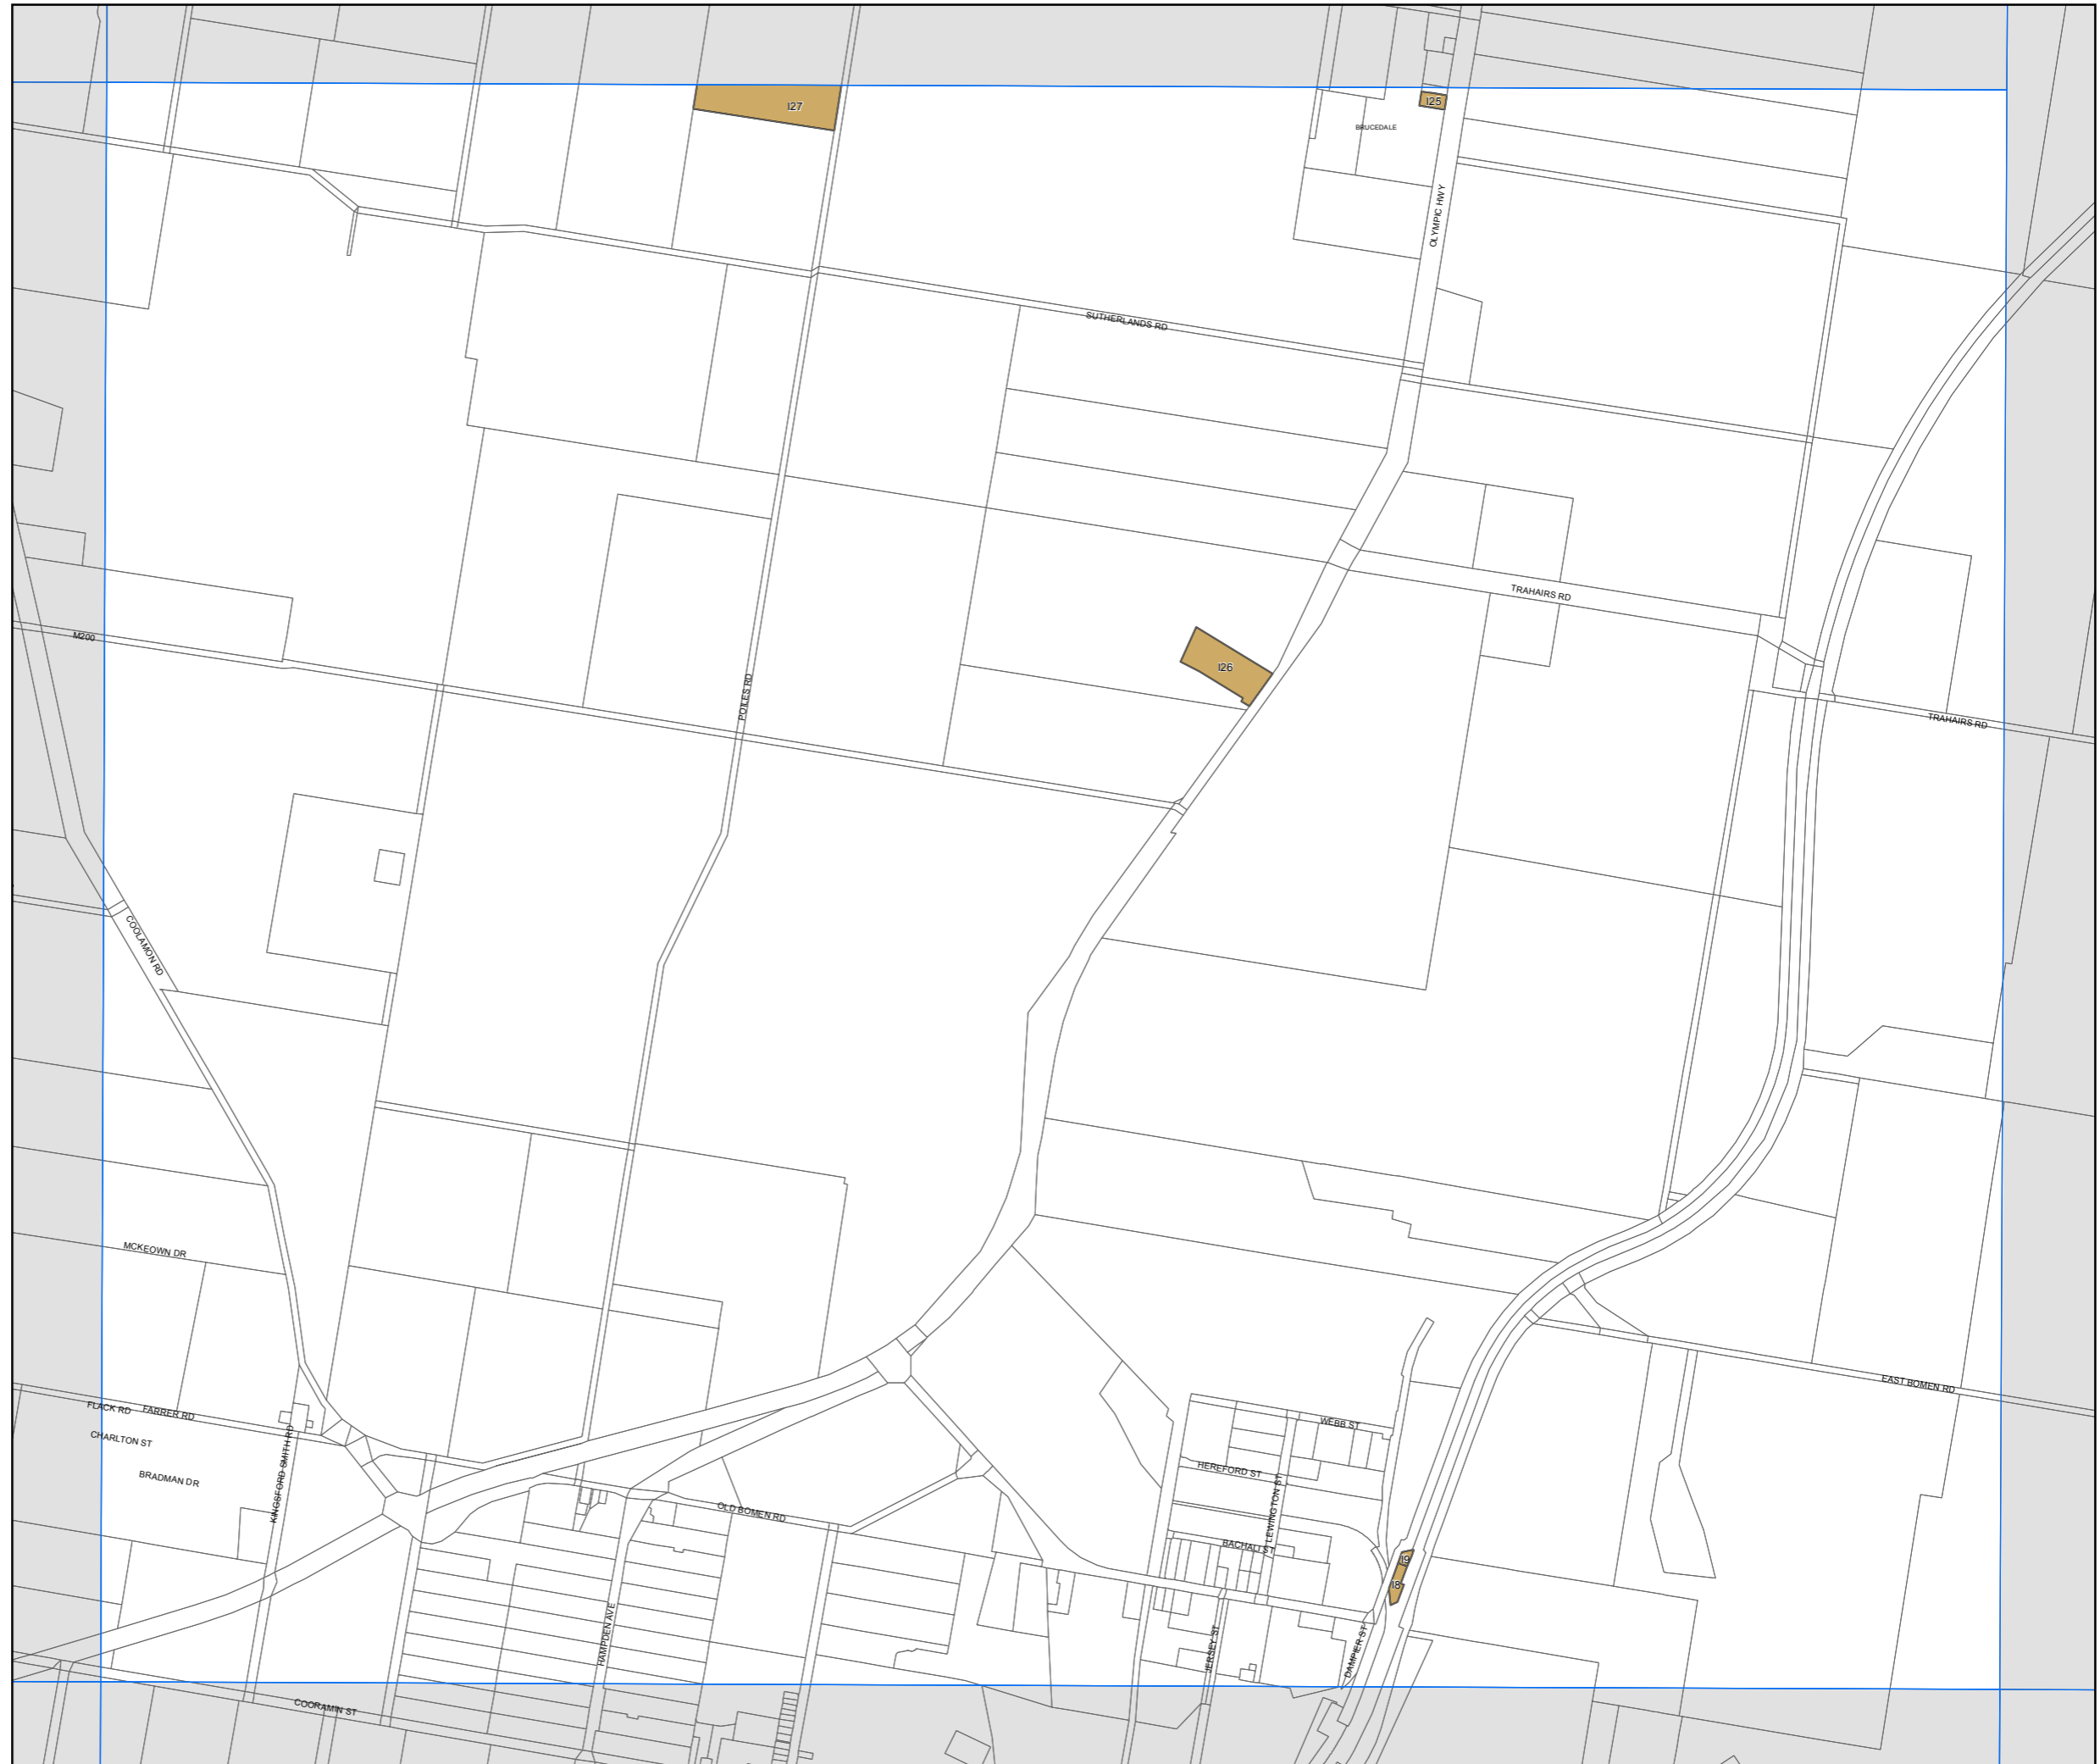 I27
I25
BRUCEDALE
OLYMPIC HWY
SUTHERLANDS RD
TRAHAIRS RD
M200
I26
POILES RD
TRAHAIRS RD
COOLAMON RD
MCKEOWN DR
EAST BOMEN RD
FLACK RD
FARRER RD
WEBB ST
CHARLTON ST
HEREFORD ST
BRADMAN DR
KINGSFORD SMITH RD
LEWINGTON ST
OLD BOMEN RD
BACHALI ST
I9
I8
HAMPDEN AVE
JERSEY ST
DAMPIER ST
COORAMIN ST